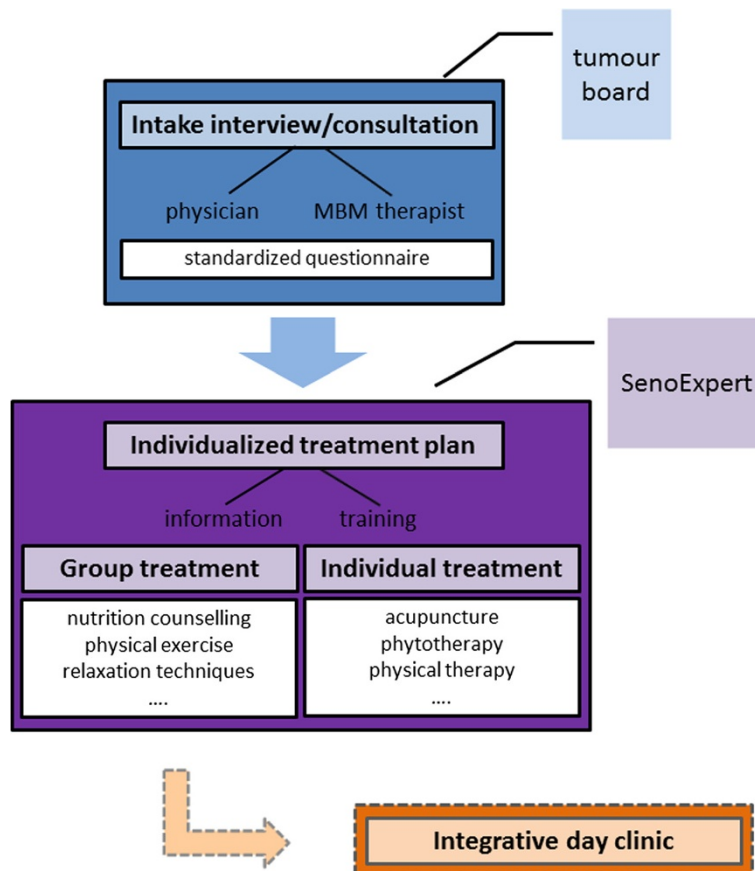 tumour
board
Intake interview/consultation
physician
MBM therapist
standardized questionnaire
SenoExpert
Individualized treatment plan
information
training
Group treatment
nutrition counselling
physical exercise
relaxation techniques
....
Individual treatment
acupuncture
phytotherapy
physical therapy
....
Integrative day clinic